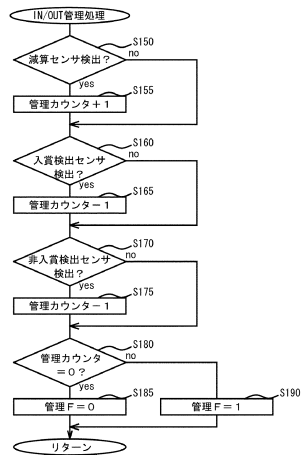 IN/OUT管理処理
S150
減算センサ検出？
no
yes
S155
管理カウンタ＋1
S160
入賞検出センサ
検出？
no
yes
S165
管理カウンタ－1
S170
非入賞検出センサ
検出？
no
yes
S175
管理カウンタ－1
S180
管理カウンタ
＝0？
no
yes
S185
管理F＝0
S190
管理F＝1
リターン